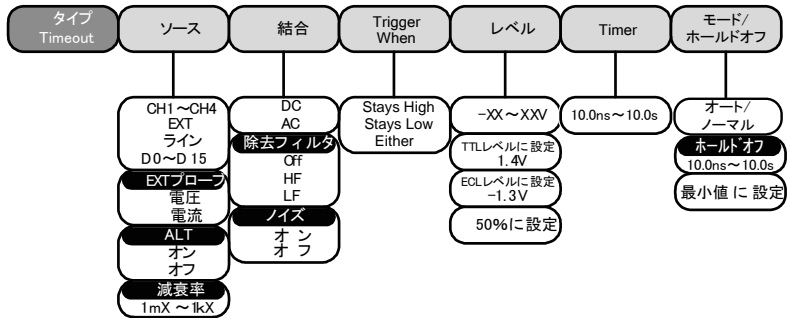 タイプ
Timeout
ソース
結合
Trigger
When
レベル
Timer
モード/
ホールドオフ
CH1～CH4
EXT
ライン
D0～D15
EXTプローブ
電圧
電流
ALT
オン
オフ
減衰率
1mX～1kX
DC
AC
除去フィルタ
Off
HF
LF
ノイズ
オン
オフ
Stays High
Stays Low
Either
-XX～XXV
TTLレベルに設定
1.4V
ECLレベルに設定
-1.3V
50%に設定
10.0ns～10.0s
オート/
ノーマル
ホールドオフ
10.0ns～10.0s
最小値に設定